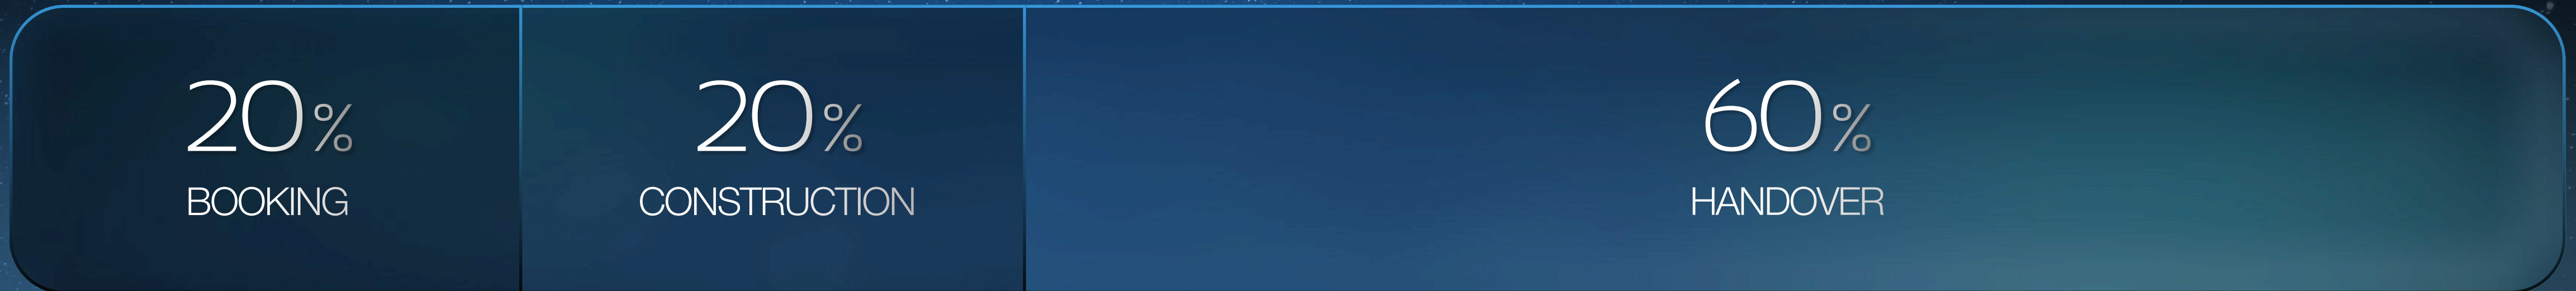 20%
BOOKING
20%
CONSTRUCTION
60%
HANDOVER